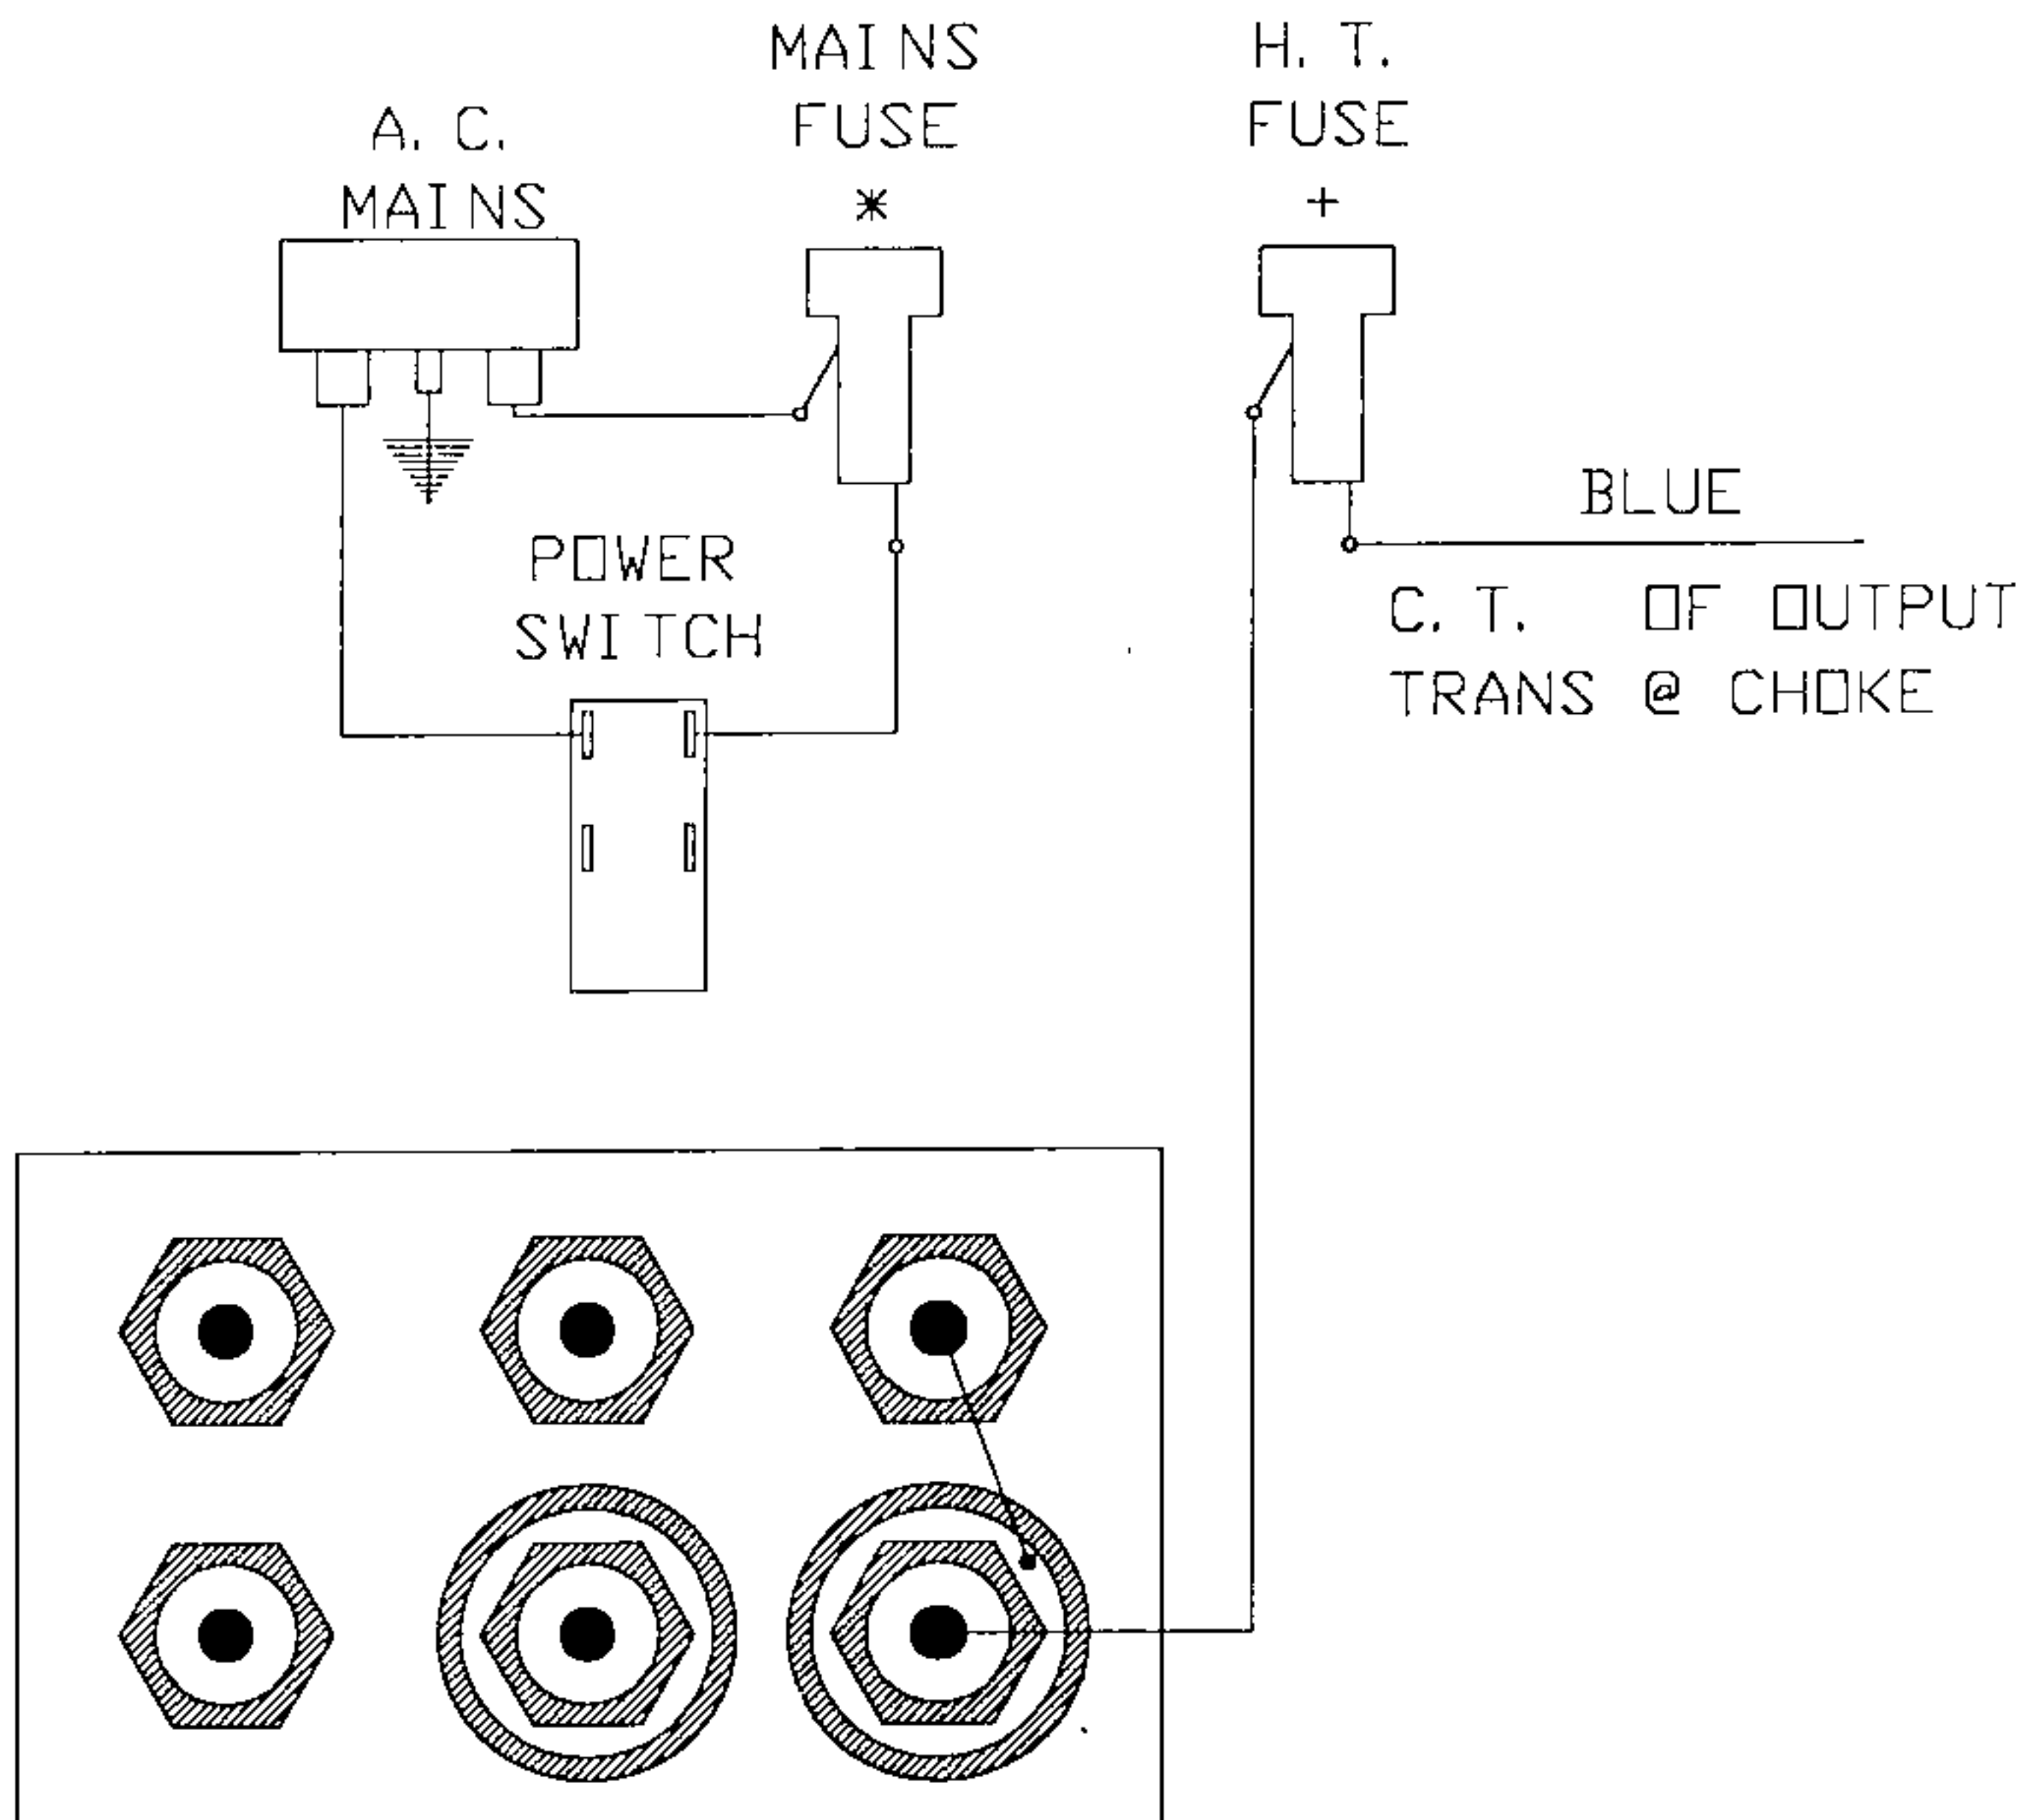 A. C.
MAINS
MAINS
FUSE
*
H. T.
FUSE
+
BLUE
C. T. OF OUTPUT
TRANS @ CHOKE
POWER
SWITCH